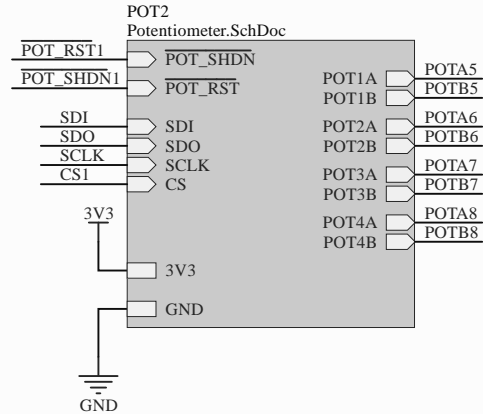 POT2
Potentiometer.SchDoc
POT_RST1
POT_SHDN
POT_SHDN1
POT_RST
SDI
SDI
SDO
SDO
SCLK
SCLK
CS1
CS
3V3
3V3
GND
GND
POT1A
POTA5
POT1B
POTB5
POT2A
POTA6
POT2B
POTB6
POT3A
POTA7
POT3B
POTB7
POT4A
POTA8
POT4B
POTB8